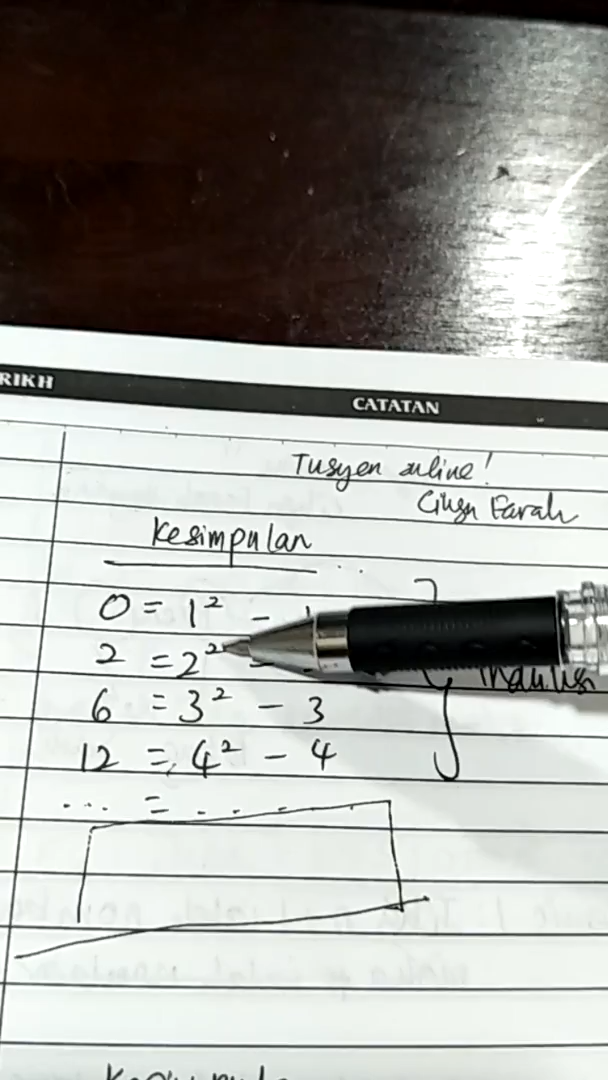 RIKH
CATATAN
Tusyen online!
Cikgu Farah
Kesimpulan
0 = 1² -
2 = 2² -
6 = 3² - 3
12 = 4² - 4
... = ...